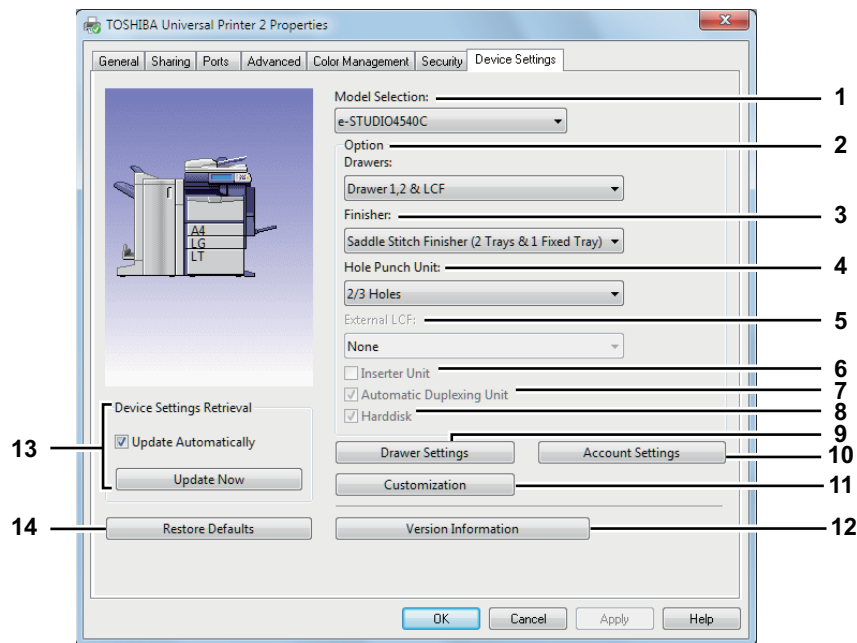 TOSHIBA Universal Printer 2 Properties
General Sharing Ports Advanced Color Management Security Device Settings
Model Selection: 1
e-STUDIO4540C
Option 2
Drawers:
Drawer 1,2 & LCF
Finisher: 3
Saddle Stitch Finisher (2 Trays & 1 Fixed Tray)
Hole Punch Unit: 4
2/3 Holes
External LCF: 5
None
Inserter Unit 6
Automatic Duplexing Unit 7
Harddisk 8
A4
LG
LT
Device Settings Retrieval
13 Update Automatically
Update Now
Drawer Settings 9
Account Settings 10
Customization 11
14 Restore Defaults
Version Information 12
OK Cancel Apply Help